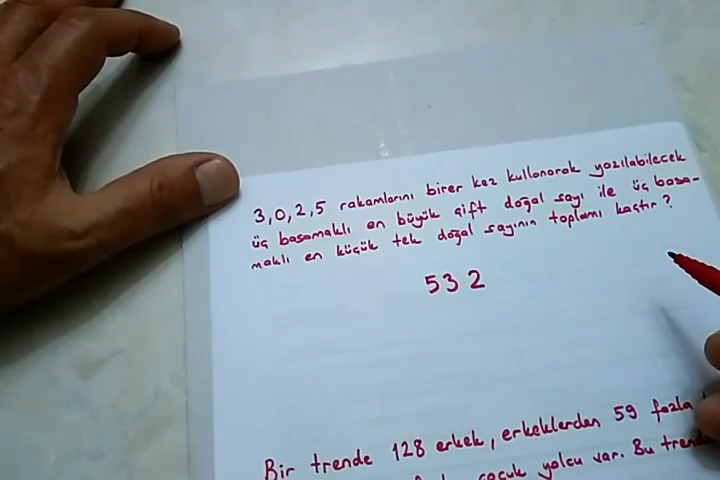 3, 0, 2, 5 rakamlarını birer kez kullanarak yazılabilecek
üç basamaklı en büyük çift doğal sayı ile üç basa-
maklı en küçük tek doğal sayının toplamı kaçtır?
532
Bir trende 128 erkek, erkeklerden 59 fazla
çocuk yolcu var. Bu trende